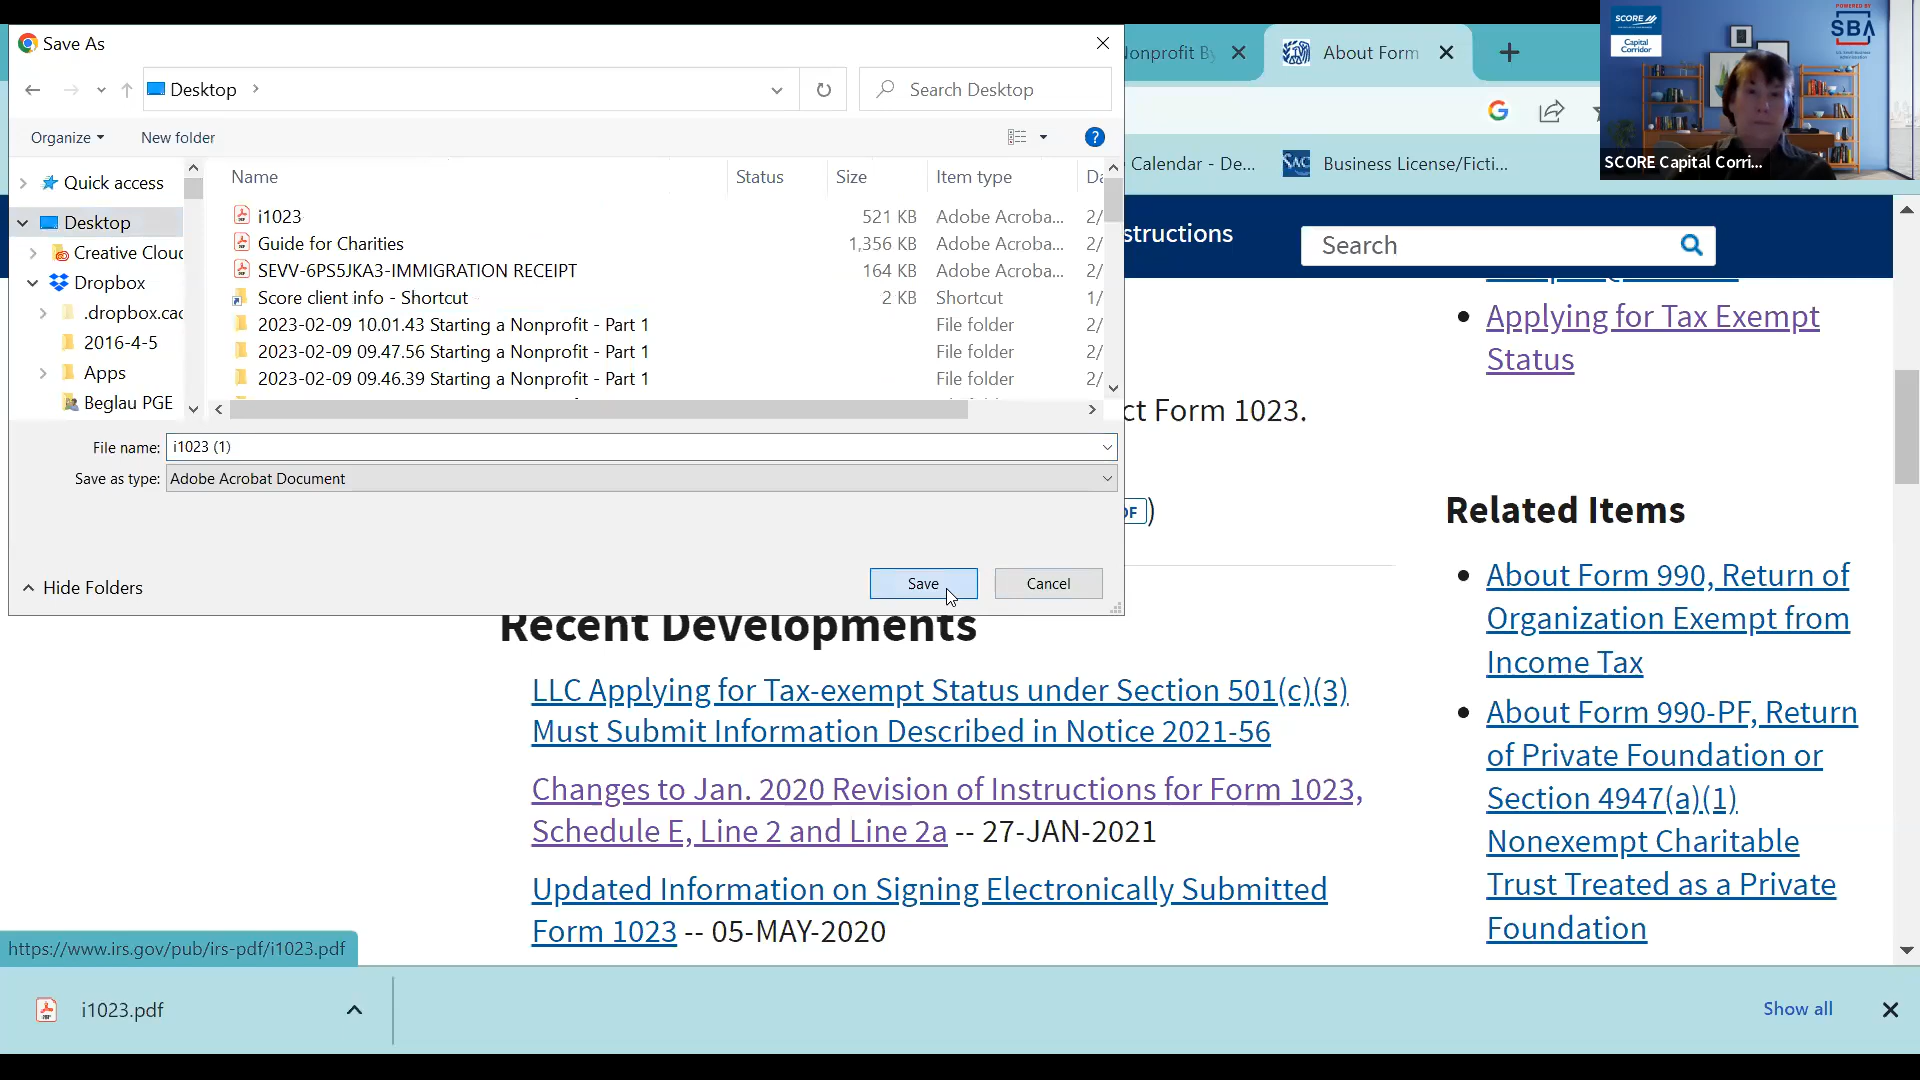 Save As
Desktop
Search Desktop
Organize
New folder
?
Quick access
Desktop
Creative Cloud
Dropbox
.dropbox.cac
2016-4-5
Apps
Beglau PGE
Name Status Size Item type Da
i1023 521 KB Adobe Acroba... 2/
Guide for Charities 1,356 KB Adobe Acroba... 2/
SEVV-6PS5JKA3-IMMIGRATION RECEIPT 164 KB Adobe Acroba... 2/
Score client info - Shortcut 2 KB Shortcut 1/
2023-02-09 10.01.43 Starting a Nonprofit - Part 1 File folder 2/
2023-02-09 09.47.56 Starting a Nonprofit - Part 1 File folder 2/
2023-02-09 09.46.39 Starting a Nonprofit - Part 1 File folder 2/
File name: i1023 (1)
Save as type: Adobe Acrobat Document
Hide Folders
Save
Cancel
Nonprofit By
About Form
Calendar - De...
SAC
Business License/Ficti...
SCORE
Capital
Corridor
POWERED BY
SBA
SCORE Capital Corri...
structions
Search
Applying for Tax Exempt
Status
ct Form 1023.
DF)
Recent Developments
LLC Applying for Tax-exempt Status under Section 501(c)(3)
Must Submit Information Described in Notice 2021-56
Changes to Jan. 2020 Revision of Instructions for Form 1023,
Schedule E, Line 2 and Line 2a -- 27-JAN-2021
Updated Information on Signing Electronically Submitted
Form 1023 -- 05-MAY-2020
Related Items
About Form 990, Return of
Organization Exempt from
Income Tax
About Form 990-PF, Return
of Private Foundation or
Section 4947(a)(1)
Nonexempt Charitable
Trust Treated as a Private
Foundation
https://www.irs.gov/pub/irs-pdf/i1023.pdf
i1023.pdf
Show all